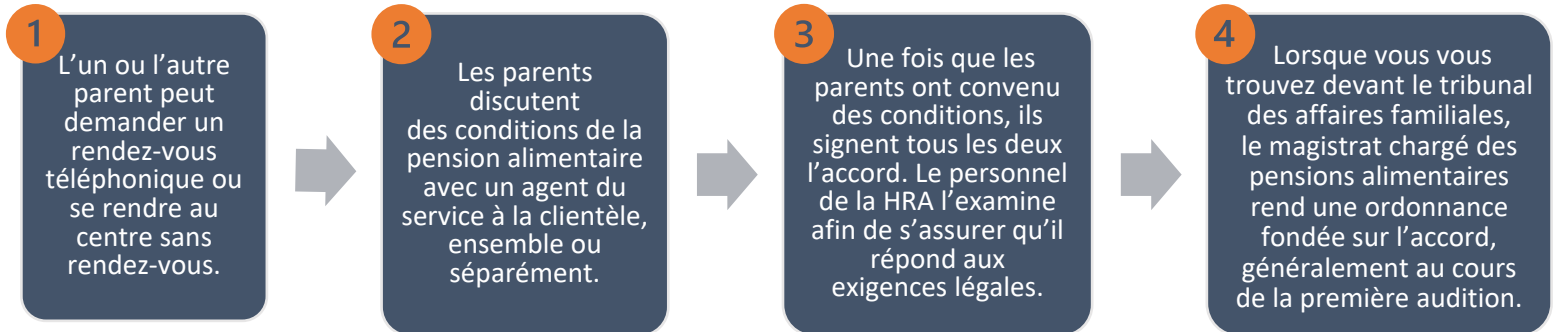 1
L’un ou l’autre
parent peut
demander un
rendez-vous
téléphonique ou
se rendre au
centre sans
rendez-vous.
2
Les parents
discutent
des conditions de la
pension alimentaire
avec un agent du
service à la clientèle,
ensemble ou
séparément.
3
Une fois que les
parents ont convenu
des conditions, ils
signent tous les deux
l’accord. Le personnel
de la HRA l’examine
afin de s’assurer qu’il
répond aux
exigences légales.
4
Lorsque vous vous
trouvez devant le tribunal
des affaires familiales,
le magistrat chargé des
pensions alimentaires
rend une ordonnance
fondée sur l’accord,
généralement au cours
de la première audition.